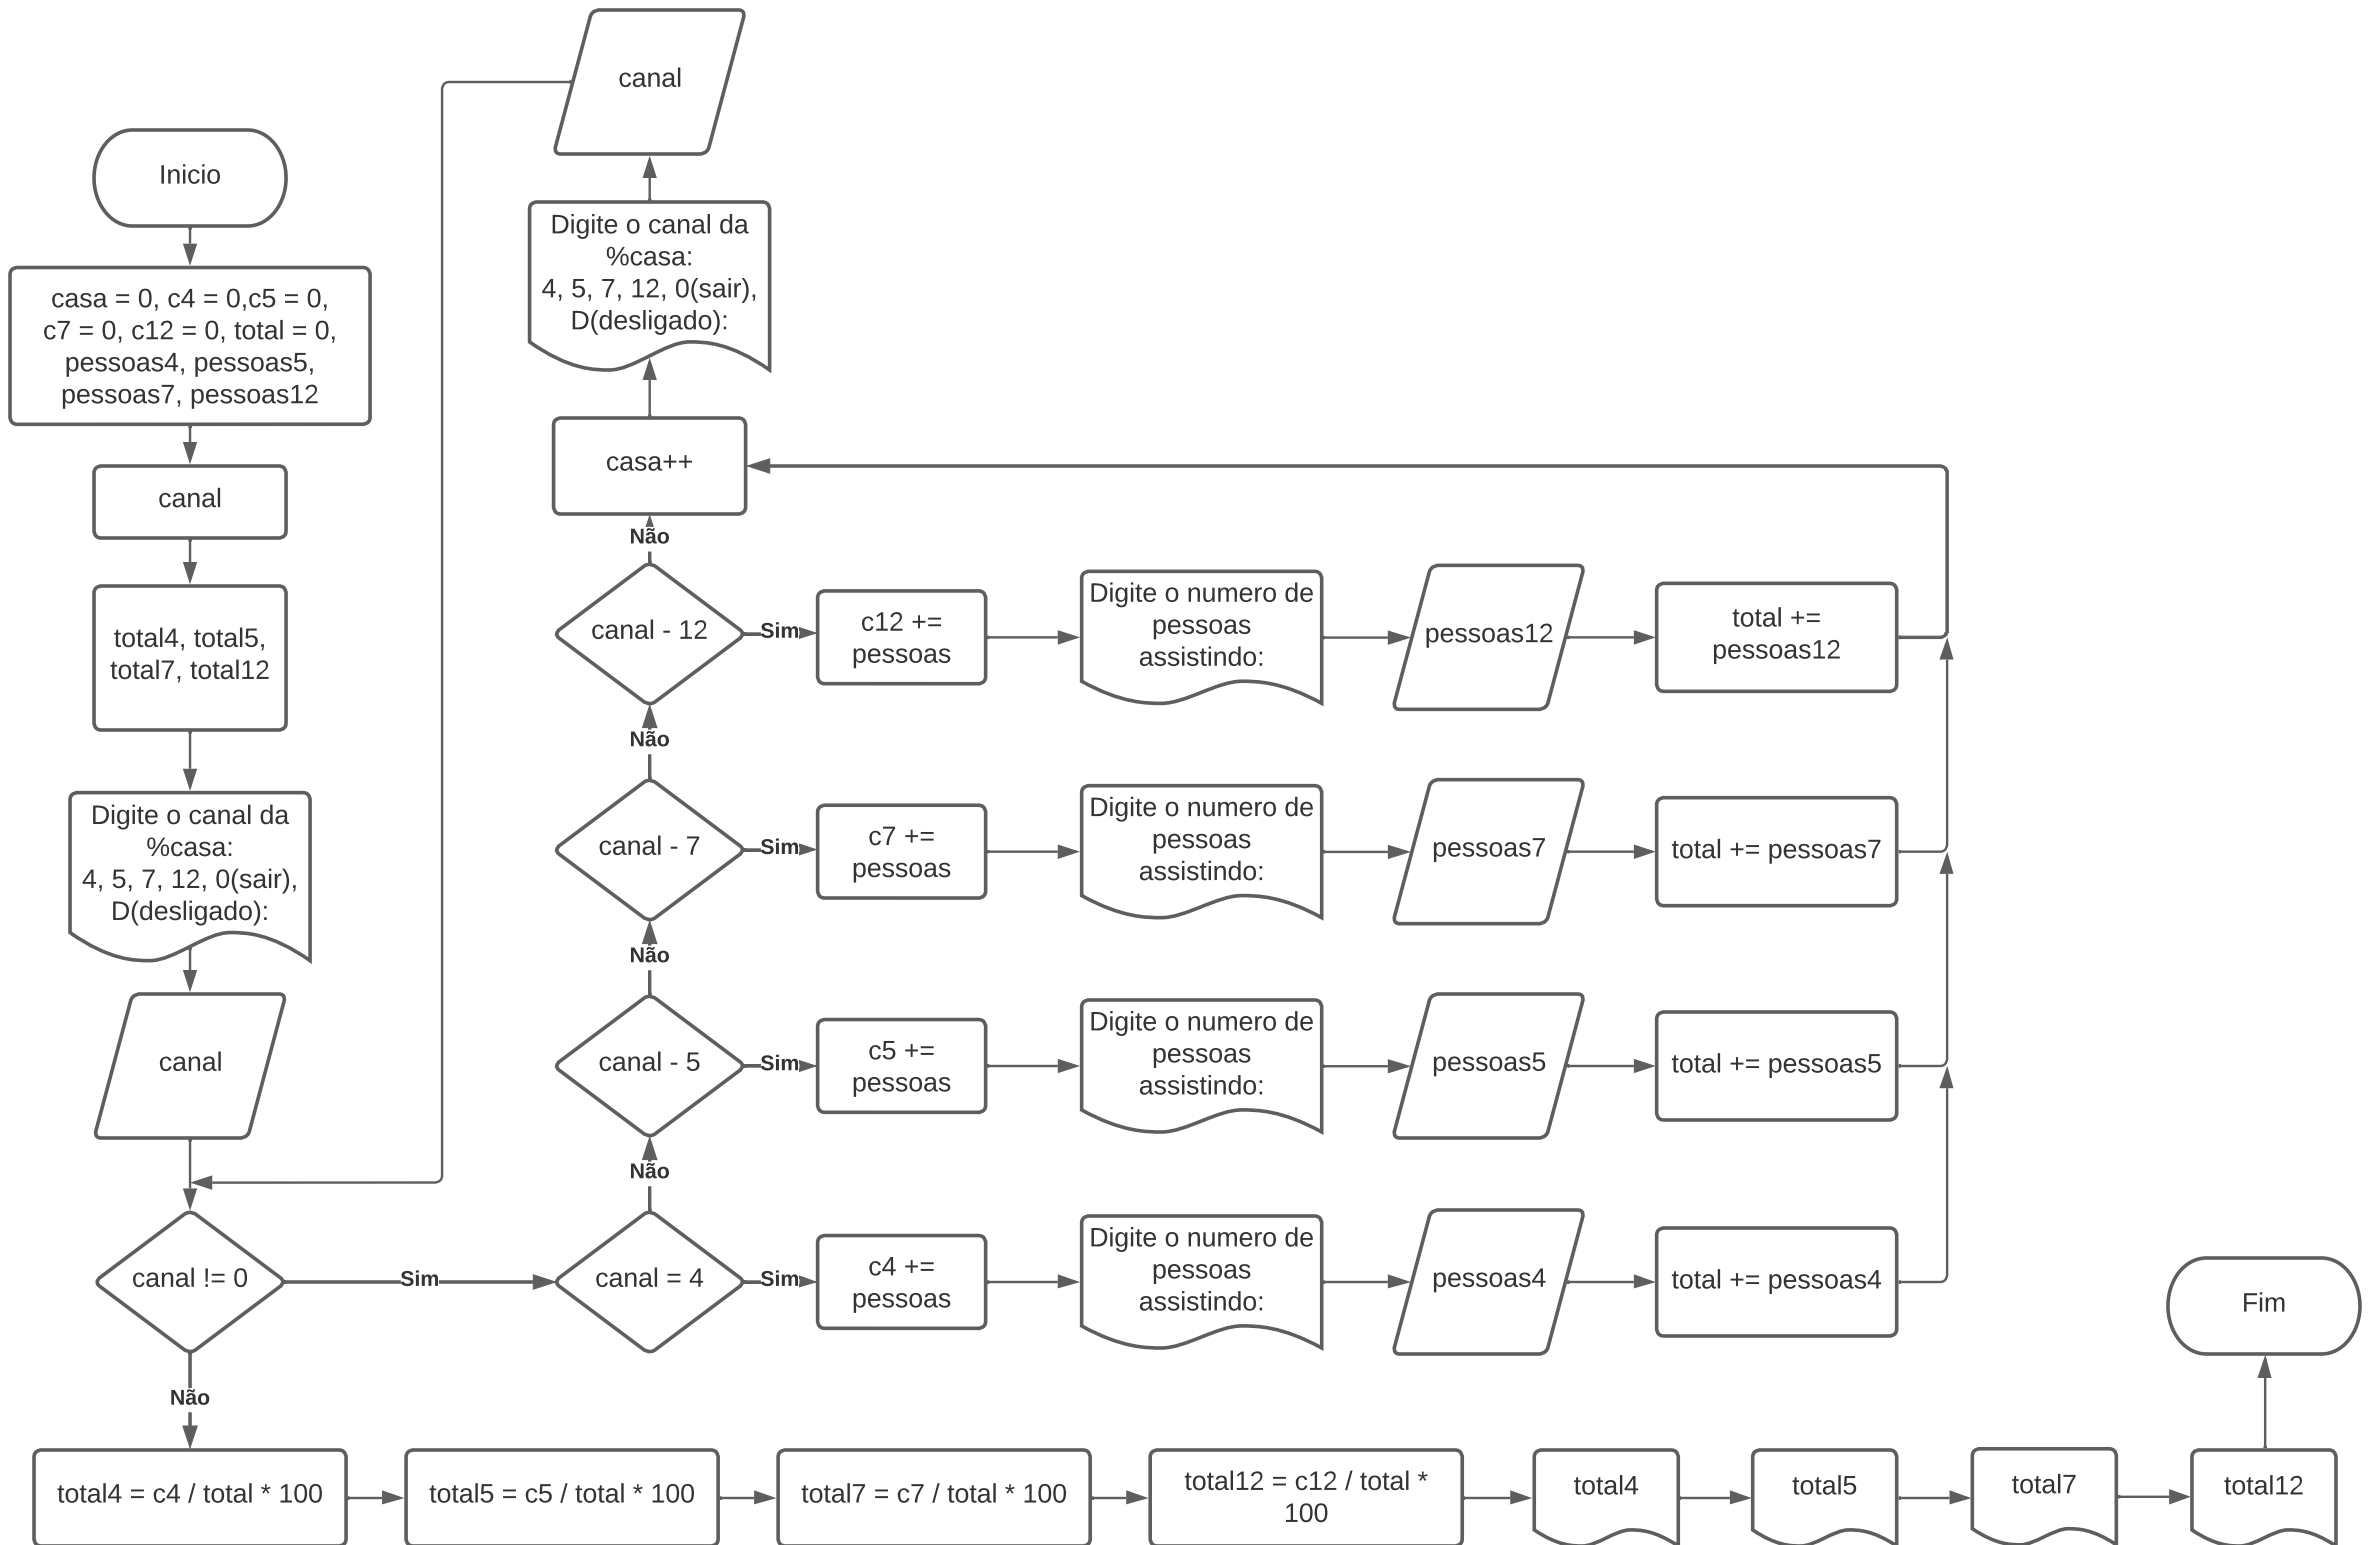 Inicio
casa = 0, c4 = 0,c5 = 0,
c7 = 0, c12 = 0, total = 0,
pessoas4, pessoas5,
pessoas7, pessoas12
canal
total4, total5,
total7, total12
Digite o canal da
%casa:
4, 5, 7, 12, 0(sair),
D(desligado):
canal
canal != 0
Sim
Não
canal
Digite o canal da
%casa:
4, 5, 7, 12, 0(sair),
D(desligado):
casa++
Não
canal - 12
Sim
c12 +=
pessoas
Digite o numero de
pessoas
assistindo:
pessoas12
total +=
pessoas12
Não
canal - 7
Sim
c7 +=
pessoas
Digite o numero de
pessoas
assistindo:
pessoas7
total += pessoas7
Não
canal - 5
Sim
c5 +=
pessoas
Digite o numero de
pessoas
assistindo:
pessoas5
total += pessoas5
Não
canal = 4
Sim
c4 +=
pessoas
Digite o numero de
pessoas
assistindo:
pessoas4
total += pessoas4
total4 = c4 / total * 100
total5 = c5 / total * 100
total7 = c7 / total * 100
total12 = c12 / total *
100
total4
total5
total7
total12
Fim